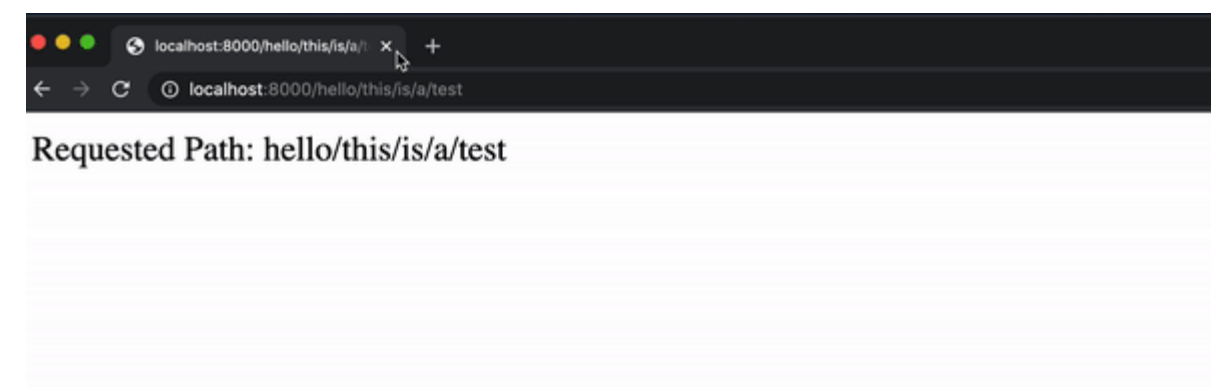 localhost:8000/hello/this/is/a/t
localhost:8000/hello/this/is/a/test
Requested Path: hello/this/is/a/test